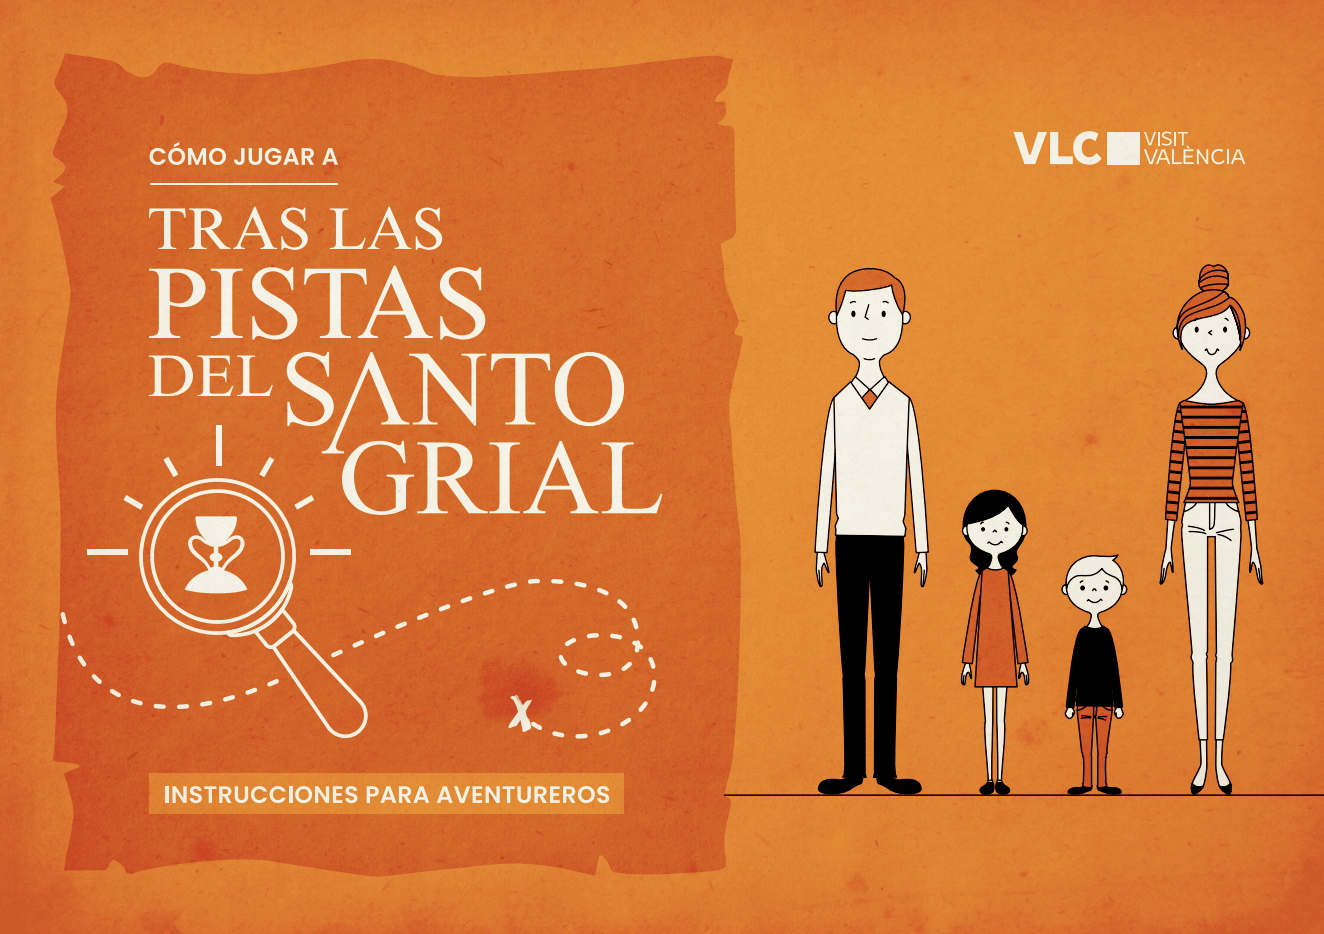 CÓMO JUGAR A
TRAS LAS
PISTAS
DEL SANTO
GRIAL
X
INSTRUCCIONES PARA AVENTUREROS
VLC VISIT
VALÈNCIA